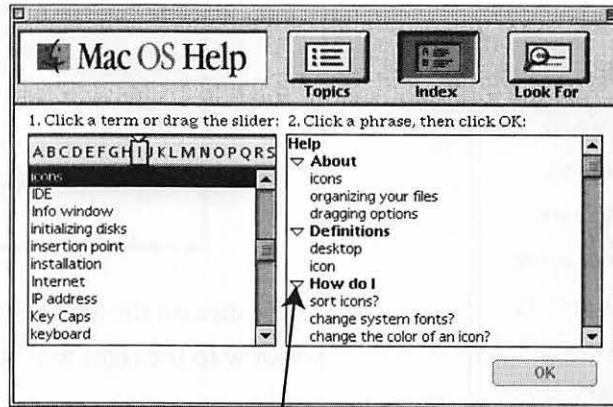 Mac OS Help
Topics
Index
Look For
1. Click a term or drag the slider:
2. Click a phrase, then click OK:
A B C D E F G H I J K L M N O P Q R S
icons
IDE
Info window
initializing disks
insertion point
installation
Internet
IP address
Key Caps
keyboard
Help
About
icons
organizing your files
dragging options
Definitions
desktop
icon
How do I
sort icons?
change system fonts?
change the color of an icon?
OK